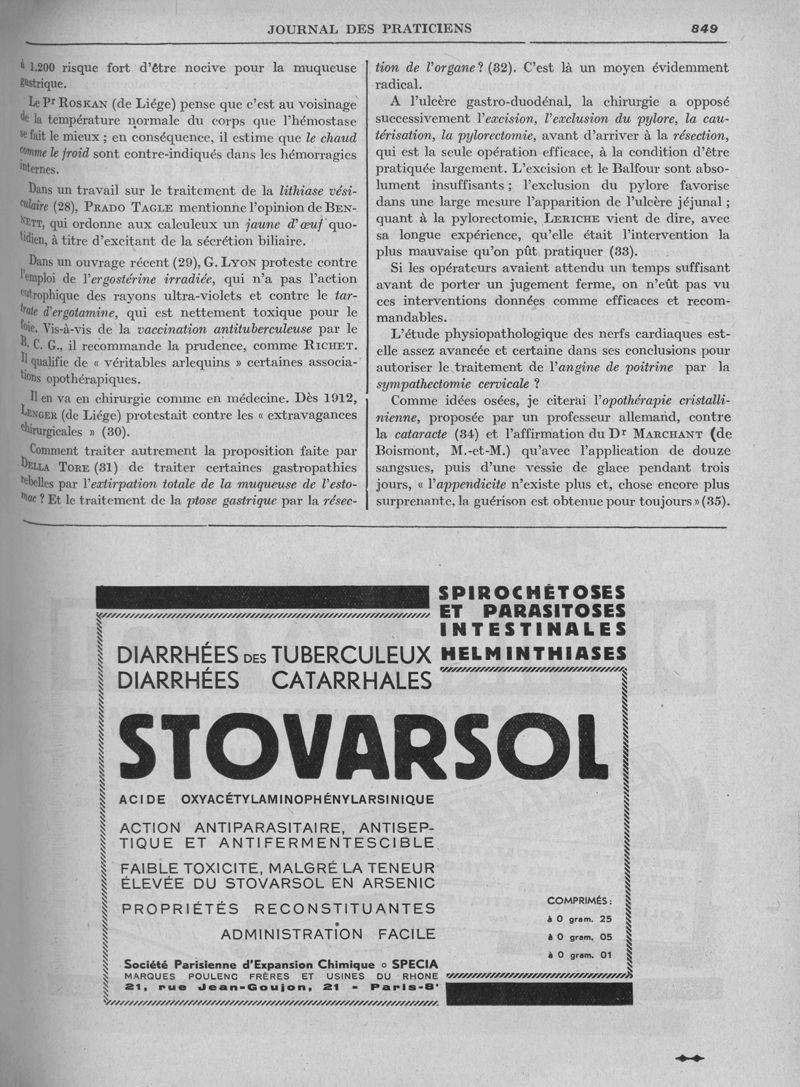 JOURNAL DES PRATICIENS 849
à 1.200 risque fort d'être nocive pour la muqueuse
gastrique.
Le Pr ROSKAN (de Liége) pense que c'est au voisinage
de la température normale du corps que l'hémostase
se fait le mieux ; en conséquence, il estime que le chaud
comme le froid sont contre-indiqués dans les hémorragies
internes.
Dans un travail sur le traitement de la lithiase vési-
culaire (28), PRADO TAGLE mentionne l'opinion de BEN-
NETT, qui ordonne aux calculeux un jaune d'œuf quo-
tidien, à titre d'excitant de la sécrétion biliaire.
Dans un ouvrage récent (29), G. LYON proteste contre
l'emploi de l'ergostérine irradiée, qui n'a pas l'action
eutrophique des rayons ultra-violets et contre le tar-
trate d'ergotamine, qui est nettement toxique pour le
foie. Vis-à-vis de la vaccination antituberculeuse par le
B. C. G., il recommande la prudence, comme RICHET.
Il qualifie de « véritables arlequins » certaines associa-
tions opothérapiques.
Il en va en chirurgie comme en médecine. Dès 1912,
LENGER (de Liége) protestait contre les « extravagances
chirurgicales » (30).
Comment traiter autrement la proposition faite par
DELLA TORE (31) de traiter certaines gastropathies
rebelles par l'extirpation totale de la muqueuse de l'esto-
mac ? Et le traitement de la ptose gastrique par la résec-
tion de l'organe ? (32). C'est là un moyen évidemment
radical.
A l'ulcère gastro-duodénal, la chirurgie a opposé
successivement l'excision, l'exclusion du pylore, la cau-
térisation, la pylorectomie, avant d'arriver à la résection,
qui est la seule opération efficace, à la condition d'être
pratiquée largement. L'excision et le Balfour sont abso-
lument insuffisants ; l'exclusion du pylore favorise
dans une large mesure l'apparition de l'ulcère jéjunal ;
quant à la pylorectomie, LERICHE vient de dire, avec
sa longue expérience, qu'elle était l'intervention la
plus mauvaise qu'on pût pratiquer (33).
Si les opérateurs avaient attendu un temps suffisant
avant de porter un jugement ferme, on n'eût pas vu
ces interventions données comme efficaces et recom-
mandables.
L'étude physiopathologique des nerfs cardiaques est-
elle assez avancée et certaine dans ses conclusions pour
autoriser le traitement de l'angine de poitrine par la
sympathectomie cervicale ?
Comme idées osées, je citerai l'opothérapie cristalli-
nienne, proposée par un professeur allemand, contre
la cataracte (34) et l'affirmation du Dr MARCHANT (de
Boismont, M.-et-M.) qu'avec l'application de douze
sangsues, puis d'une vessie de glace pendant trois
jours, « l'appendicite n'existe plus et, chose encore plus
surprenante, la guérison est obtenue pour toujours » (35).
SPIROCHÉTOSES
ET PARASITOSES
INTESTINALES
HELMINTHIASES
DIARRHÉES DES TUBERCULEUX
DIARRHÉES CATARRHALES
STOVARSOL
ACIDE OXYACÉTYLAMINOPHÉNYLARSINIQUE
ACTION ANTIPARASITAIRE, ANTISEP-
TIQUE ET ANTIFERMENTESCIBLE
FAIBLE TOXICITE, MALGRÉ LA TENEUR
ÉLEVÉE DU STOVARSOL EN ARSENIC
PROPRIÉTÉS RECONSTITUANTES
ADMINISTRATION FACILE
COMPRIMÉS :
à 0 gram. 25
à 0 gram. 05
à 0 gram. 01
Société Parisienne d'Expansion Chimique o SPECIA
MARQUES POULENC FRÈRES ET USINES DU RHONE
21, rue Jean-Goujon, 21 - Paris-8e